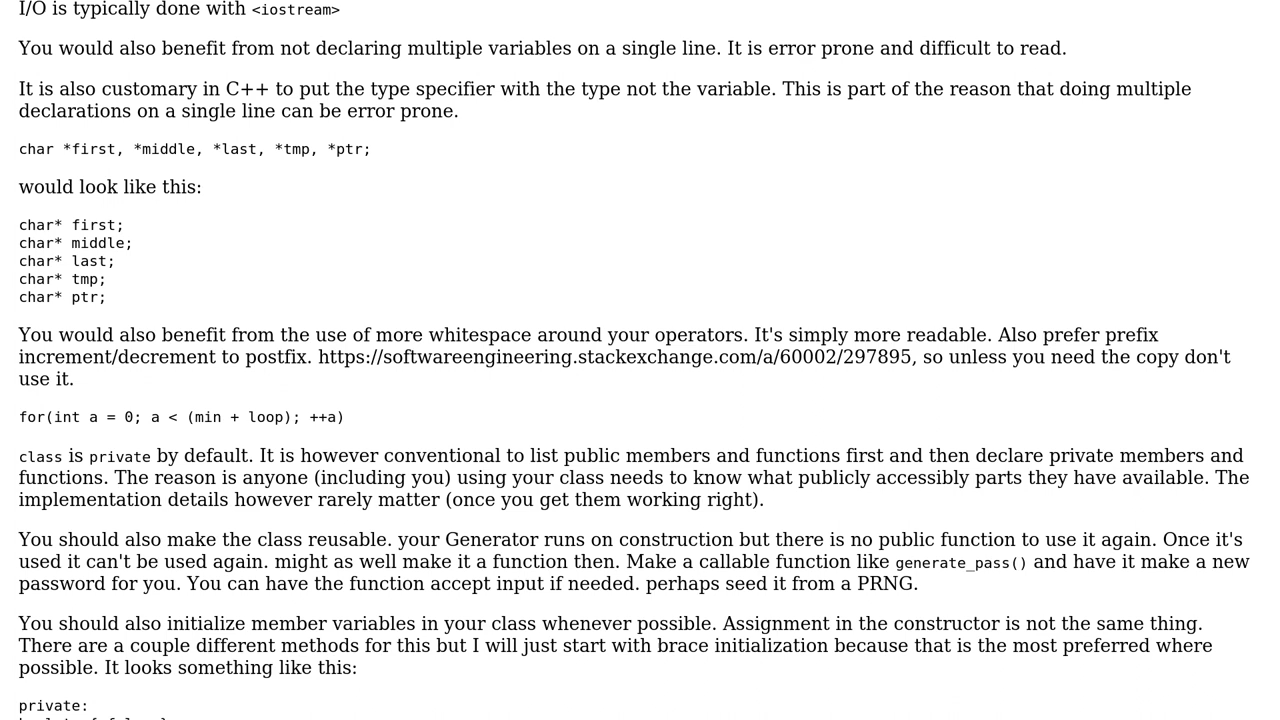 I/O is typically done with <iostream>
You would also benefit from not declaring multiple variables on a single line. It is error prone and difficult to read.
It is also customary in C++ to put the type specifier with the type not the variable. This is part of the reason that doing multiple
declarations on a single line can be error prone.
char *first, *middle, *last, *tmp, *ptr;
would look like this:
char* first;
char* middle;
char* last;
char* tmp;
char* ptr;
You would also benefit from the use of more whitespace around your operators. It's simply more readable. Also prefer prefix
increment/decrement to postfix. https://softwareengineering.stackexchange.com/a/60002/297895, so unless you need the copy don't
use it.
for(int a = 0; a < (min + loop); ++a)
class is private by default. It is however conventional to list public members and functions first and then declare private members and
functions. The reason is anyone (including you) using your class needs to know what publicly accessibly parts they have available. The
implementation details however rarely matter (once you get them working right).
You should also make the class reusable. your Generator runs on construction but there is no public function to use it again. Once it's
used it can't be used again. might as well make it a function then. Make a callable function like generate_pass() and have it make a new
password for you. You can have the function accept input if needed. perhaps seed it from a PRNG.
You should also initialize member variables in your class whenever possible. Assignment in the constructor is not the same thing.
There are a couple different methods for this but I will just start with brace initialization because that is the most preferred where
possible. It looks something like this:
private: